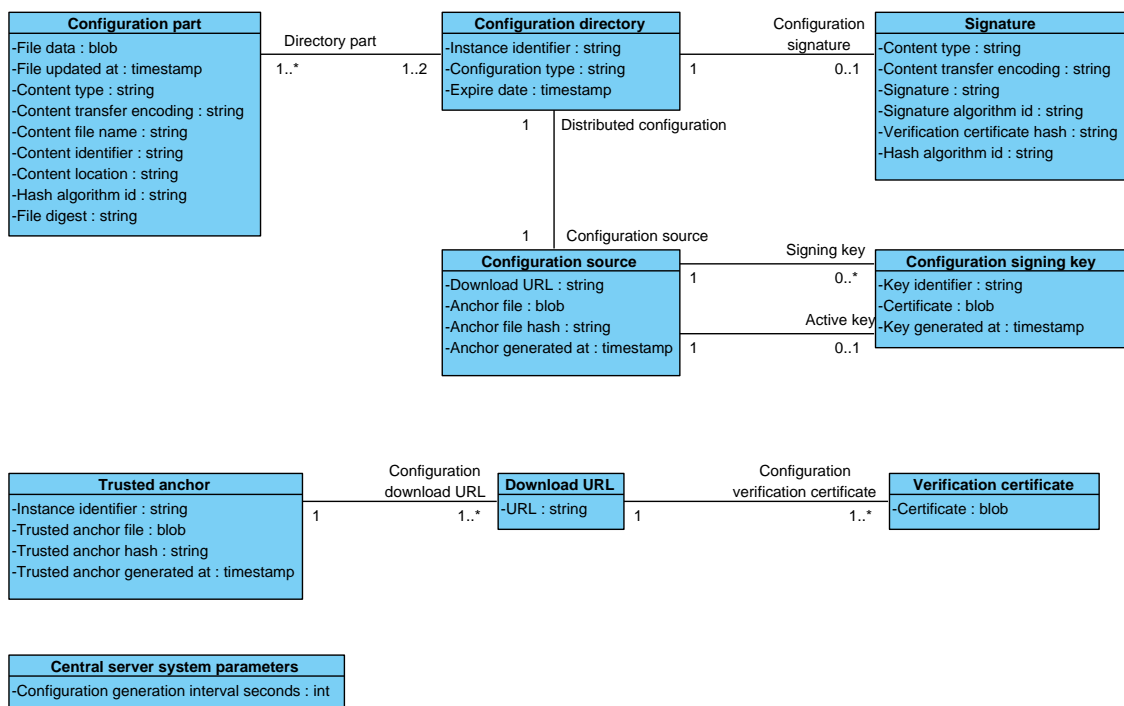 Configuration part
-File data : blob
-File updated at : timestamp
-Content type : string
-Content transfer encoding : string
-Content file name : string
-Content identifier : string
-Content location : string
-Hash algorithm id : string
-File digest : string
Directory part
1..*
1..2
Configuration directory
-Instance identifier : string
-Configuration type : string
-Expire date : timestamp
Configuration
signature
1
0..1
Signature
-Content type : string
-Content transfer encoding : string
-Signature : string
-Signature algorithm id : string
-Verification certificate hash : string
-Hash algorithm id : string
1
Distributed configuration
1
Configuration source
Configuration source
-Download URL : string
-Anchor file : blob
-Anchor file hash : string
-Anchor generated at : timestamp
Signing key
1
0..*
Active key
1
0..1
Configuration signing key
-Key identifier : string
-Certificate : blob
-Key generated at : timestamp
Trusted anchor
-Instance identifier : string
-Trusted anchor file : blob
-Trusted anchor hash : string
-Trusted anchor generated at : timestamp
Configuration
download URL
1
1..*
Download URL
-URL : string
Configuration
verification certificate
1
1..*
Verification certificate
-Certificate : blob
Central server system parameters
-Configuration generation interval seconds : int